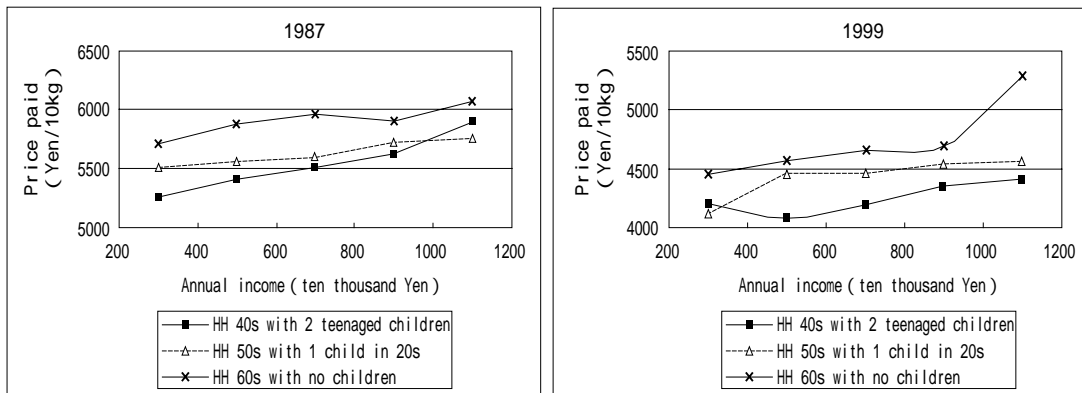 1987
6500
6000
5500
5000
Price paid
(Yen/10kg)
200 400 600 800 1000 1200
Annual income(ten thousand Yen)
HH 40s with 2 teenaged children
HH 50s with 1 child in 20s
HH 60s with no children
1999
5500
5000
4500
4000
Price paid
(Yen/10kg)
200 400 600 800 1000 1200
Annual income(ten thousand Yen)
HH 40s with 2 teenaged children
HH 50s with 1 child in 20s
HH 60s with no children